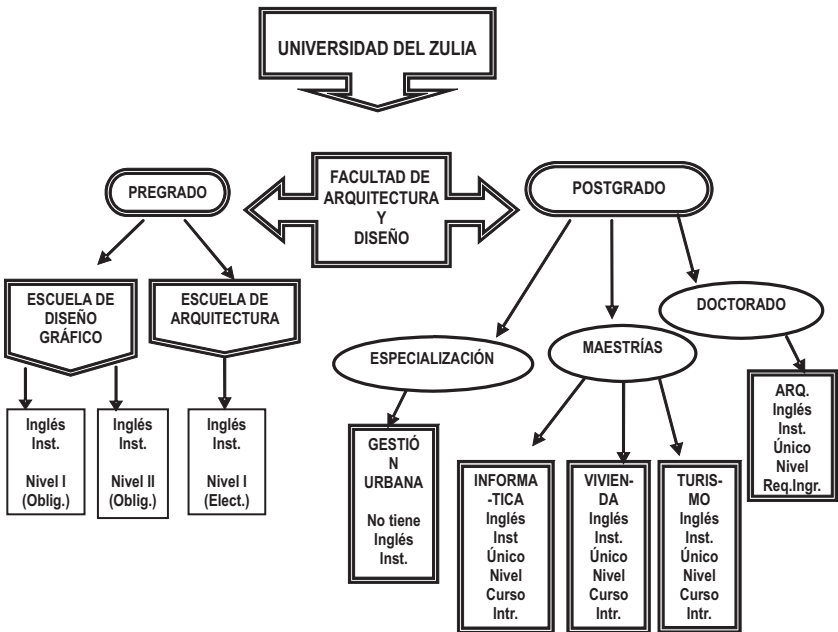 UNIVERSIDAD DEL ZULIA
PREGRADO
FACULTAD DE
ARQUITECTURA
Y
DISEÑO
POSTGRADO
ESCUELA DE
DISEÑO
GRÁFICO
ESCUELA DE
ARQUITECTURA
ESPECIALIZACIÓN
MAESTRÍAS
DOCTORADO
Inglés
Inst.
Nivel I
(Oblig.)
Inglés
Inst.
Nivel II
(Oblig.)
Inglés
Inst.
Nivel I
(Elect.)
GESTIÓ
N
URBANA
No tiene
Inglés
Inst.
INFORMA
-TICA
Inglés
Inst
Único
Nivel
Curso
Intr.
VIVIEN-
DA
Inglés
Inst.
Único
Nivel
Curso
Intr.
TURIS-
MO
Inglés
Inst.
Único
Nivel
Curso
Intr.
ARQ.
Inglés
Inst.
Único
Nivel
Req.Ingr.